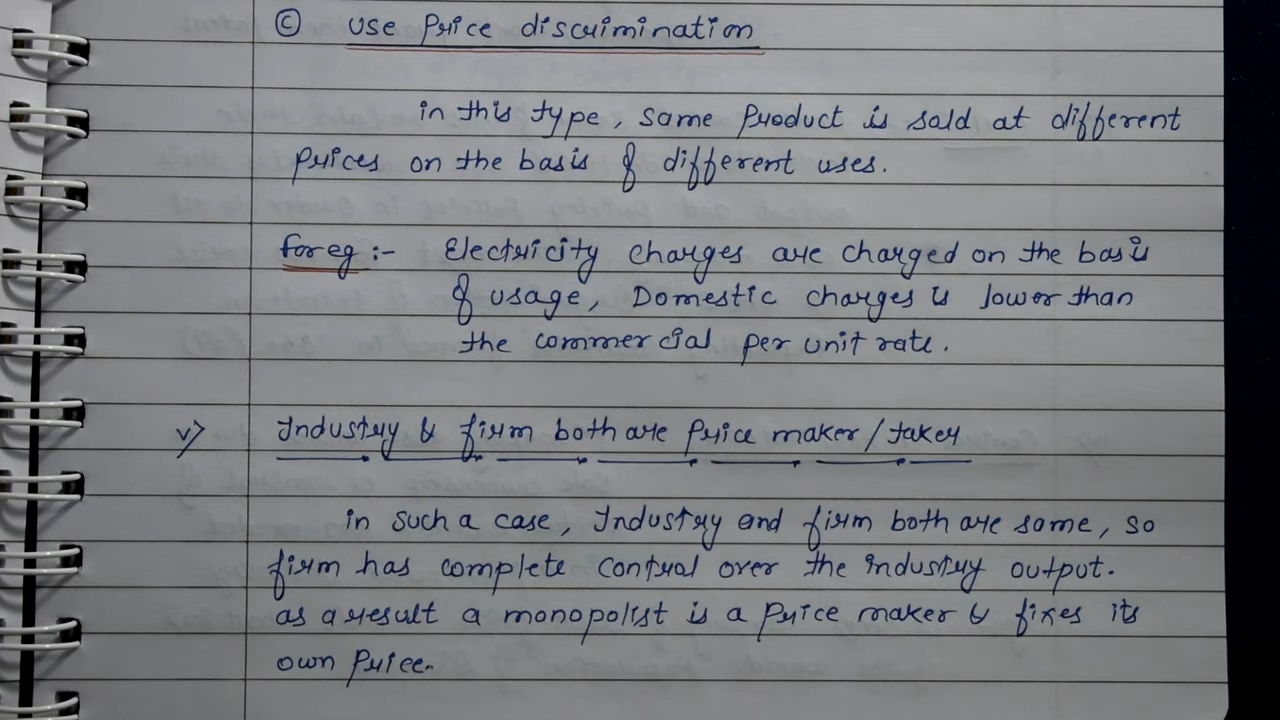 © Use Price discrimination
in this type, same Product is sold at different
Prices on the basis of different uses.
for eg :- Electricity charges are charged on the basis
of usage, Domestic charges is lower than
the commercial per unit rate.
v> Industry & firm both are Price maker / taker
in such a case, Industry and firm both are same, so
firm has complete control over the industry output.
as a result a monopolist is a Price maker & fixes its
own Price.